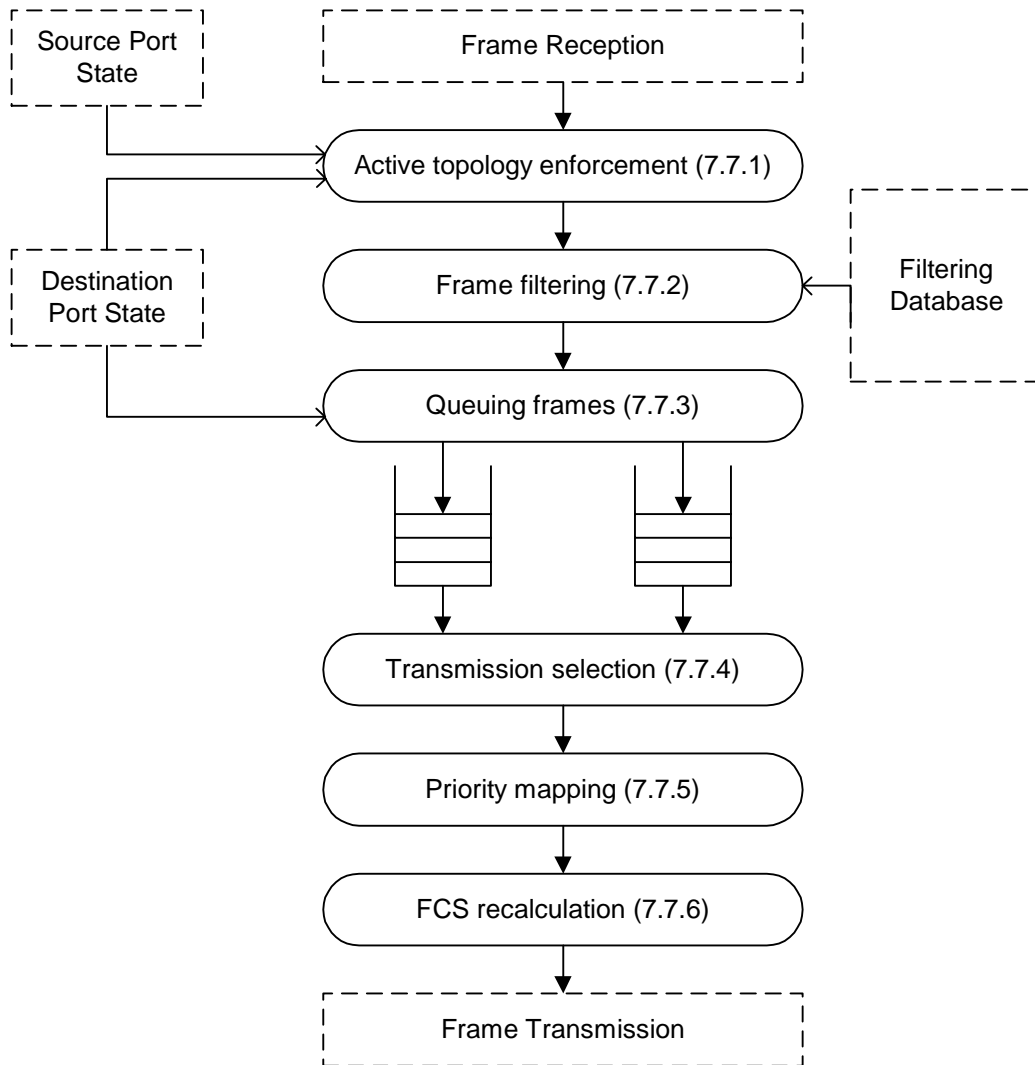 Source Port
State
Frame Reception
Active topology enforcement (7.7.1)
Destination
Port State
Frame filtering (7.7.2)
Filtering
Database
Queuing frames (7.7.3)
Transmission selection (7.7.4)
Priority mapping (7.7.5)
FCS recalculation (7.7.6)
Frame Transmission